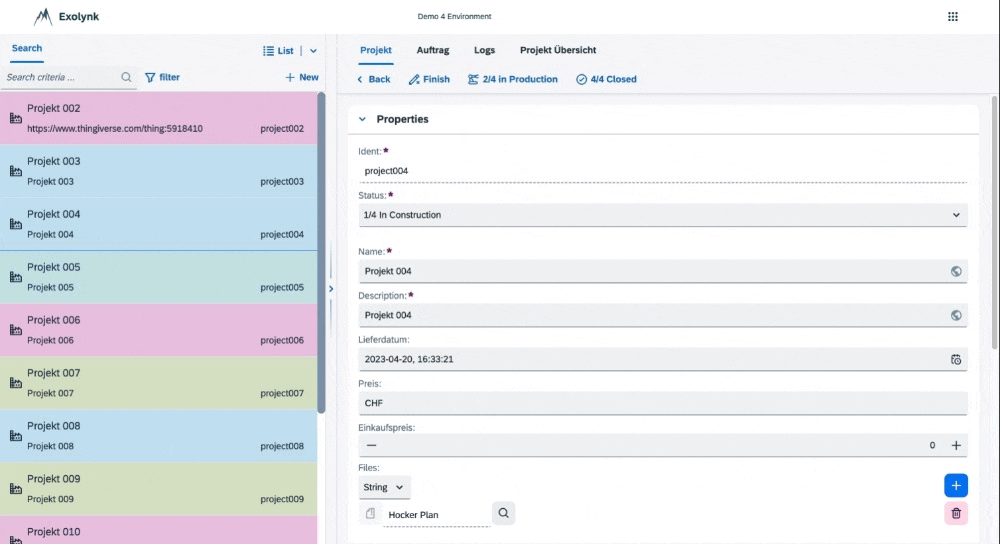 Exolynk
Demo 4 Environment
Search
List
Search criteria ...
filter
New
Projekt 002
https://www.thingiverse.com/thing:5918410 project002
Projekt 003
Projekt 003 project003
Projekt 004
Projekt 004 project004
Projekt 005
Projekt 005 project005
Projekt 006
Projekt 006 project006
Projekt 007
Projekt 007 project007
Projekt 008
Projekt 008 project008
Projekt 009
Projekt 009 project009
Projekt 010
Projekt Auftrag Logs Projekt Übersicht
Back Finish 2/4 in Production 4/4 Closed
Properties
Ident:*
project004
Status:*
1/4 In Construction
Name:*
Projekt 004
Description:*
Projekt 004
Lieferdatum:
2023-04-20, 16:33:21
Preis:
CHF
Einkaufspreis:
0
Files:
String
Hocker Plan